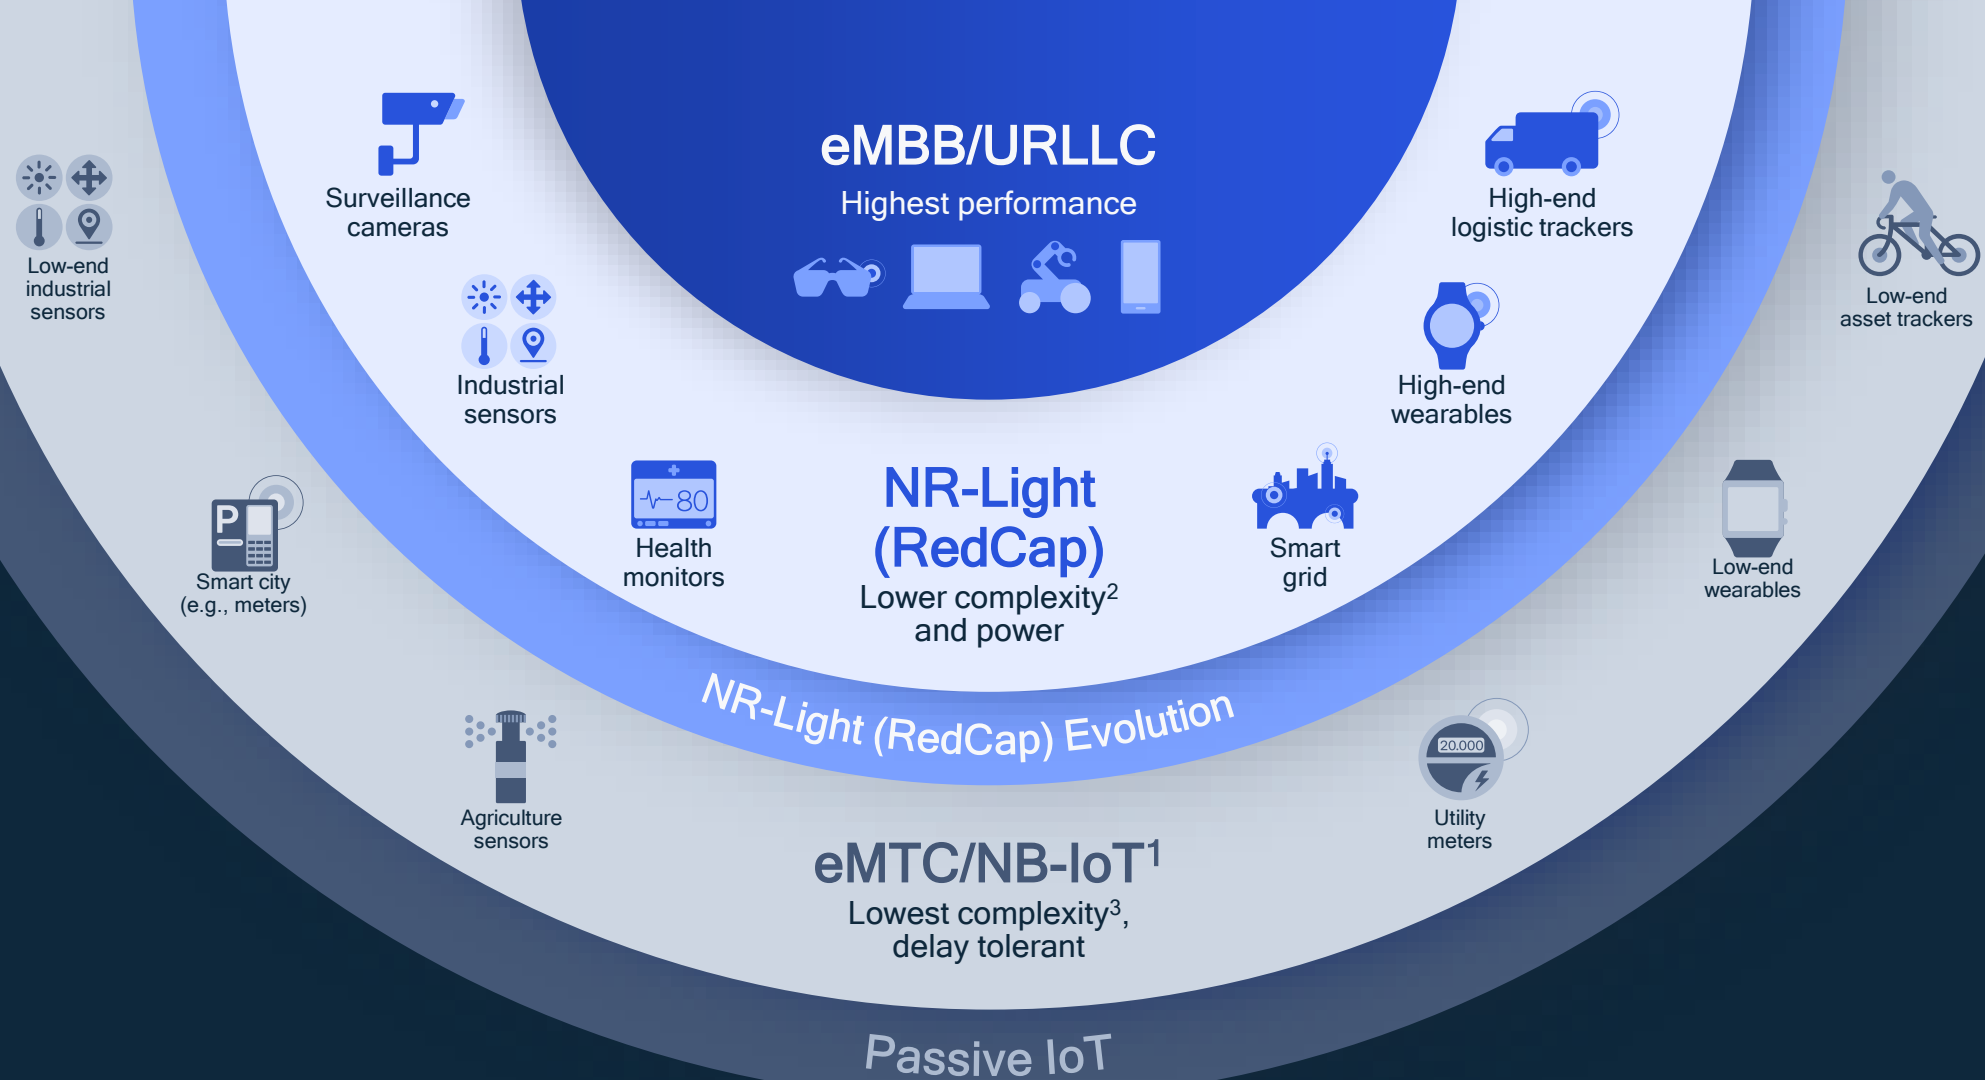 eMBB/URLLC
Highest performance
Surveillance
cameras
Industrial
sensors
80
Health
monitors
NR-Light
(RedCap)
Lower complexity²
and power
High-end
logistic trackers
High-end
wearables
Smart
grid
NR-Light (RedCap) Evolution
Low-end
industrial
sensors
P
Smart city
(e.g., meters)
Agriculture
sensors
eMTC/NB-IoT¹
Lowest complexity³,
delay tolerant
Low-end
asset trackers
Low-end
wearables
20.000
Utility
meters
Passive IoT